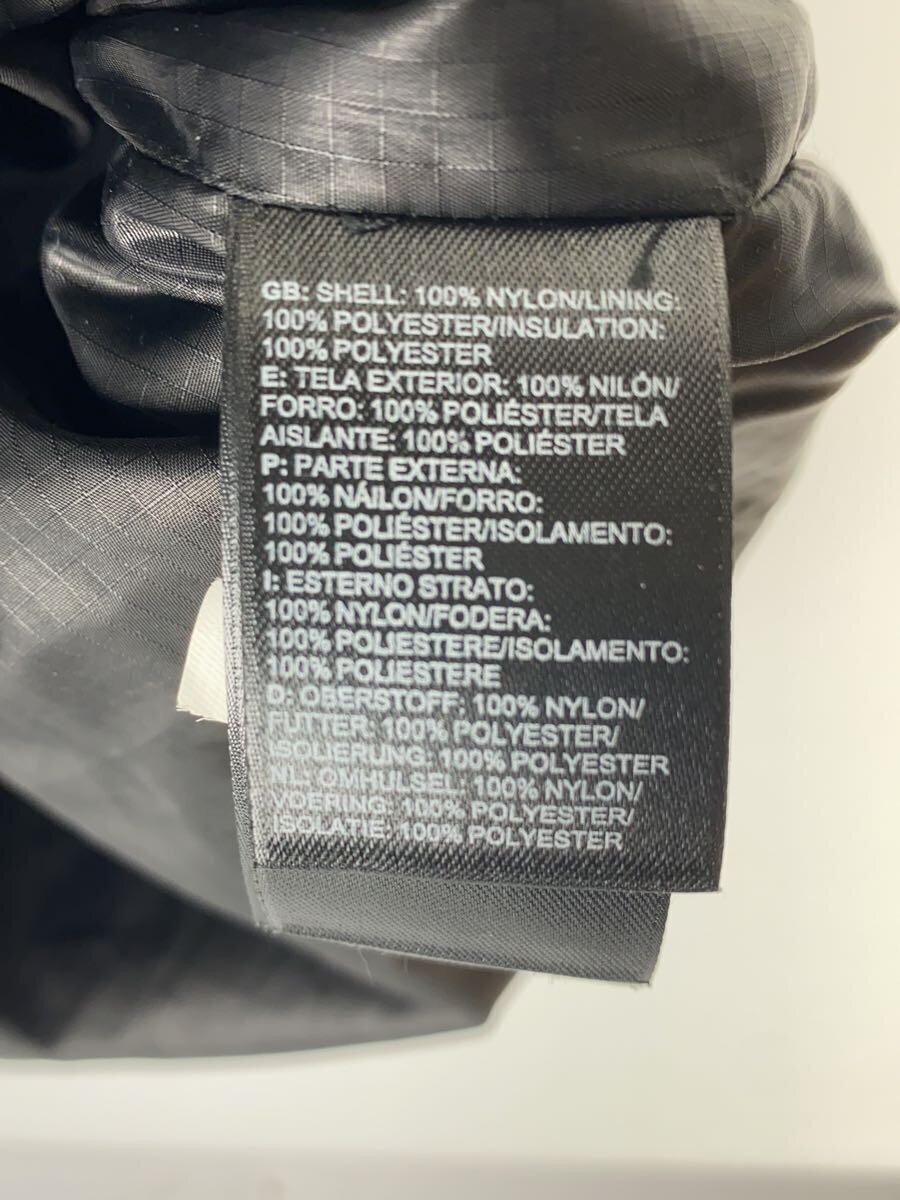 GB: SHELL: 100% NYLON/LINING:
100% POLYESTER/INSULATION:
100% POLYESTER
E: TELA EXTERIOR: 100% NILÓN/
FORRO: 100% POLIÉSTER/TELA
AISLANTE: 100% POLIÉSTER
P: PARTE EXTERNA:
100% NÁILON/FORRO:
100% POLIÉSTER/ISOLAMENTO:
100% POLIÉSTER
I: ESTERNO STRATO:
100% NYLON/FODERA:
100% POLIESTERE/ISOLAMENTO:
100% POLIESTERE
D: OBERSTOFF: 100% NYLON/
FUTTER: 100% POLYESTER/
ISOLIERUNG: 100% POLYESTER
NL: OMHULSEL: 100% NYLON/
VOERING: 100% POLYESTER/
ISOLATIE: 100% POLYESTER